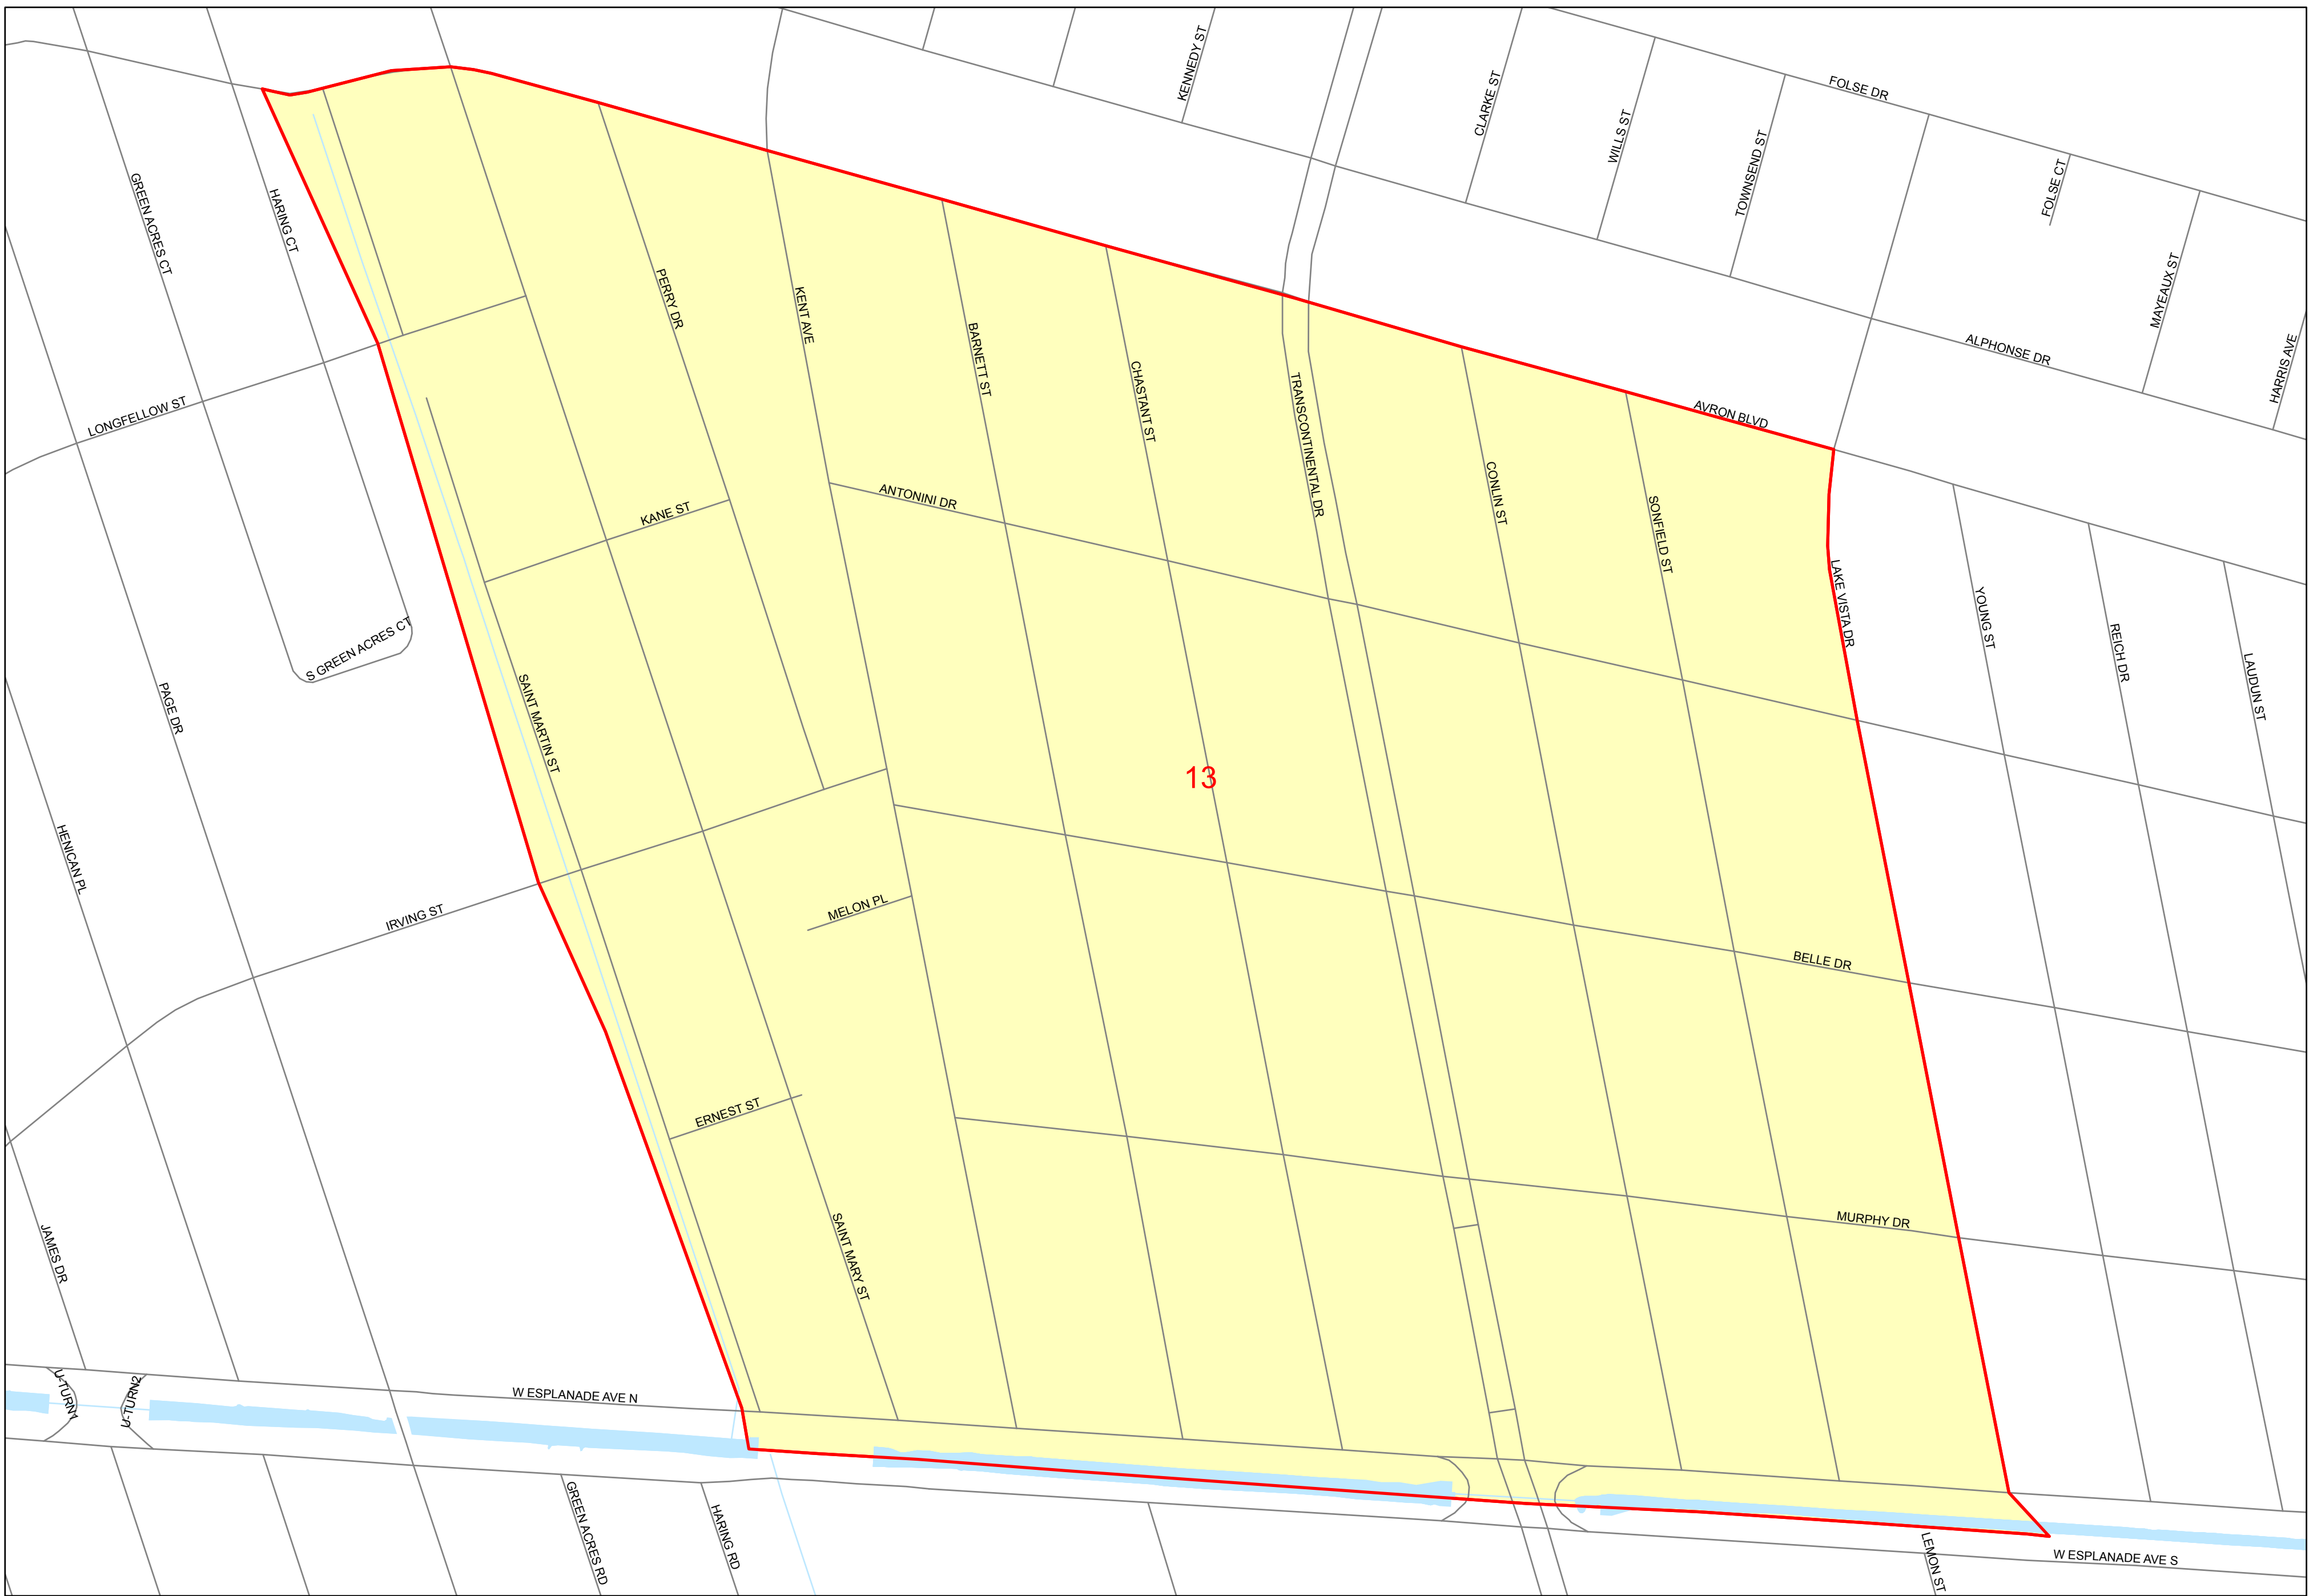 KENNEDY ST
CLARKE ST
FOLSE DR
WILLS ST
TOWNSEND ST
FOLSE CT
GREEN ACRES CT
HARING CT
PERRY DR
KENT AVE
BARNETT ST
CHASTANT ST
TRANSCONTINENTAL DR
MAYEAUX ST
ALPHONSE DR
HARRIS AVE
LONGFELLOW ST
AVRON BLVD
ANTONINI DR
KANE ST
CONLIN ST
SONFIELD ST
LAKE VISTA DR
YOUNG ST
REICH DR
LAUDUN ST
S GREEN ACRES CT
PAGE DR
SAINT MARTIN ST
13
HENICAN PL
IRVING ST
MELON PL
BELLE DR
ERNEST ST
SAINT MARY ST
MURPHY DR
JAMES DR
U-TURN1
U-TURN2
W ESPLANADE AVE N
GREEN ACRES RD
HARING RD
LEMON ST
W ESPLANADE AVE S